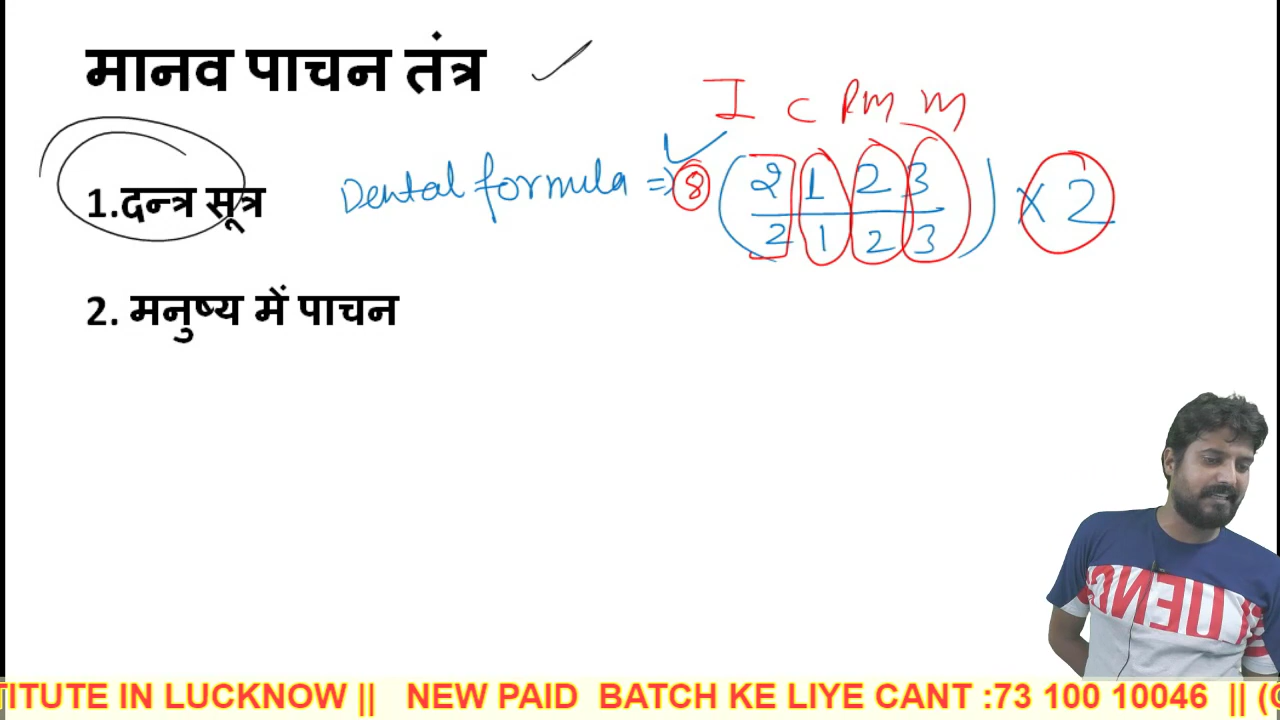 मानव पाचन तंत्र
I C Pm m
1.दन्त्र सूत्र
Dental formula => 8 (2 1 2 3 / 2 1 2 3) x 2
2. मनुष्य में पाचन
TITUTE IN LUCKNOW || NEW PAID BATCH KE LIYE CANT :73 100 10046 || (